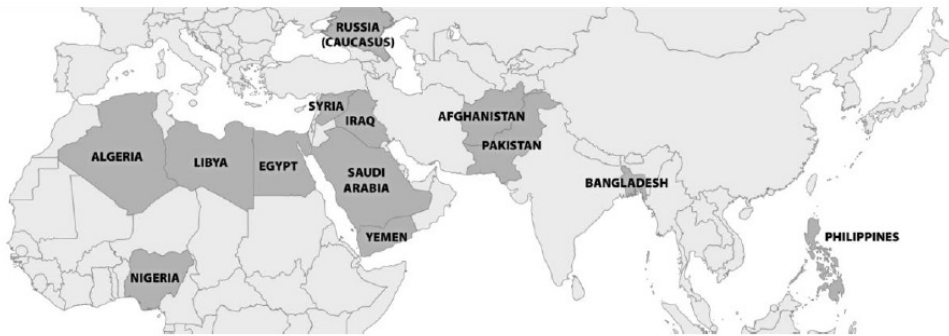 RUSSIA
(CAUCASUS)
SYRIA
IRAQ
AFGHANISTAN
PAKISTAN
ALGERIA
LIBYA
EGYPT
SAUDI
ARABIA
BANGLADESH
YEMEN
PHILIPPINES
NIGERIA